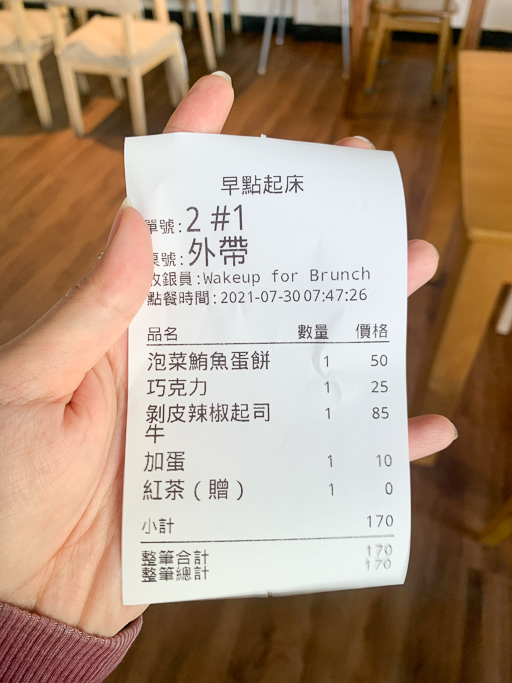 早點起床
單號:2 #1
桌號:外帶
收銀員:Wakeup for Brunch
點餐時間:2021-07-30 07:47:26
品名 數量 價格
泡菜鮪魚蛋餅 1 50
巧克力 1 25
剝皮辣椒起司 1 85
牛
加蛋 1 10
紅茶(贈) 1 0
小計 170
整筆合計 170
整筆總計 170